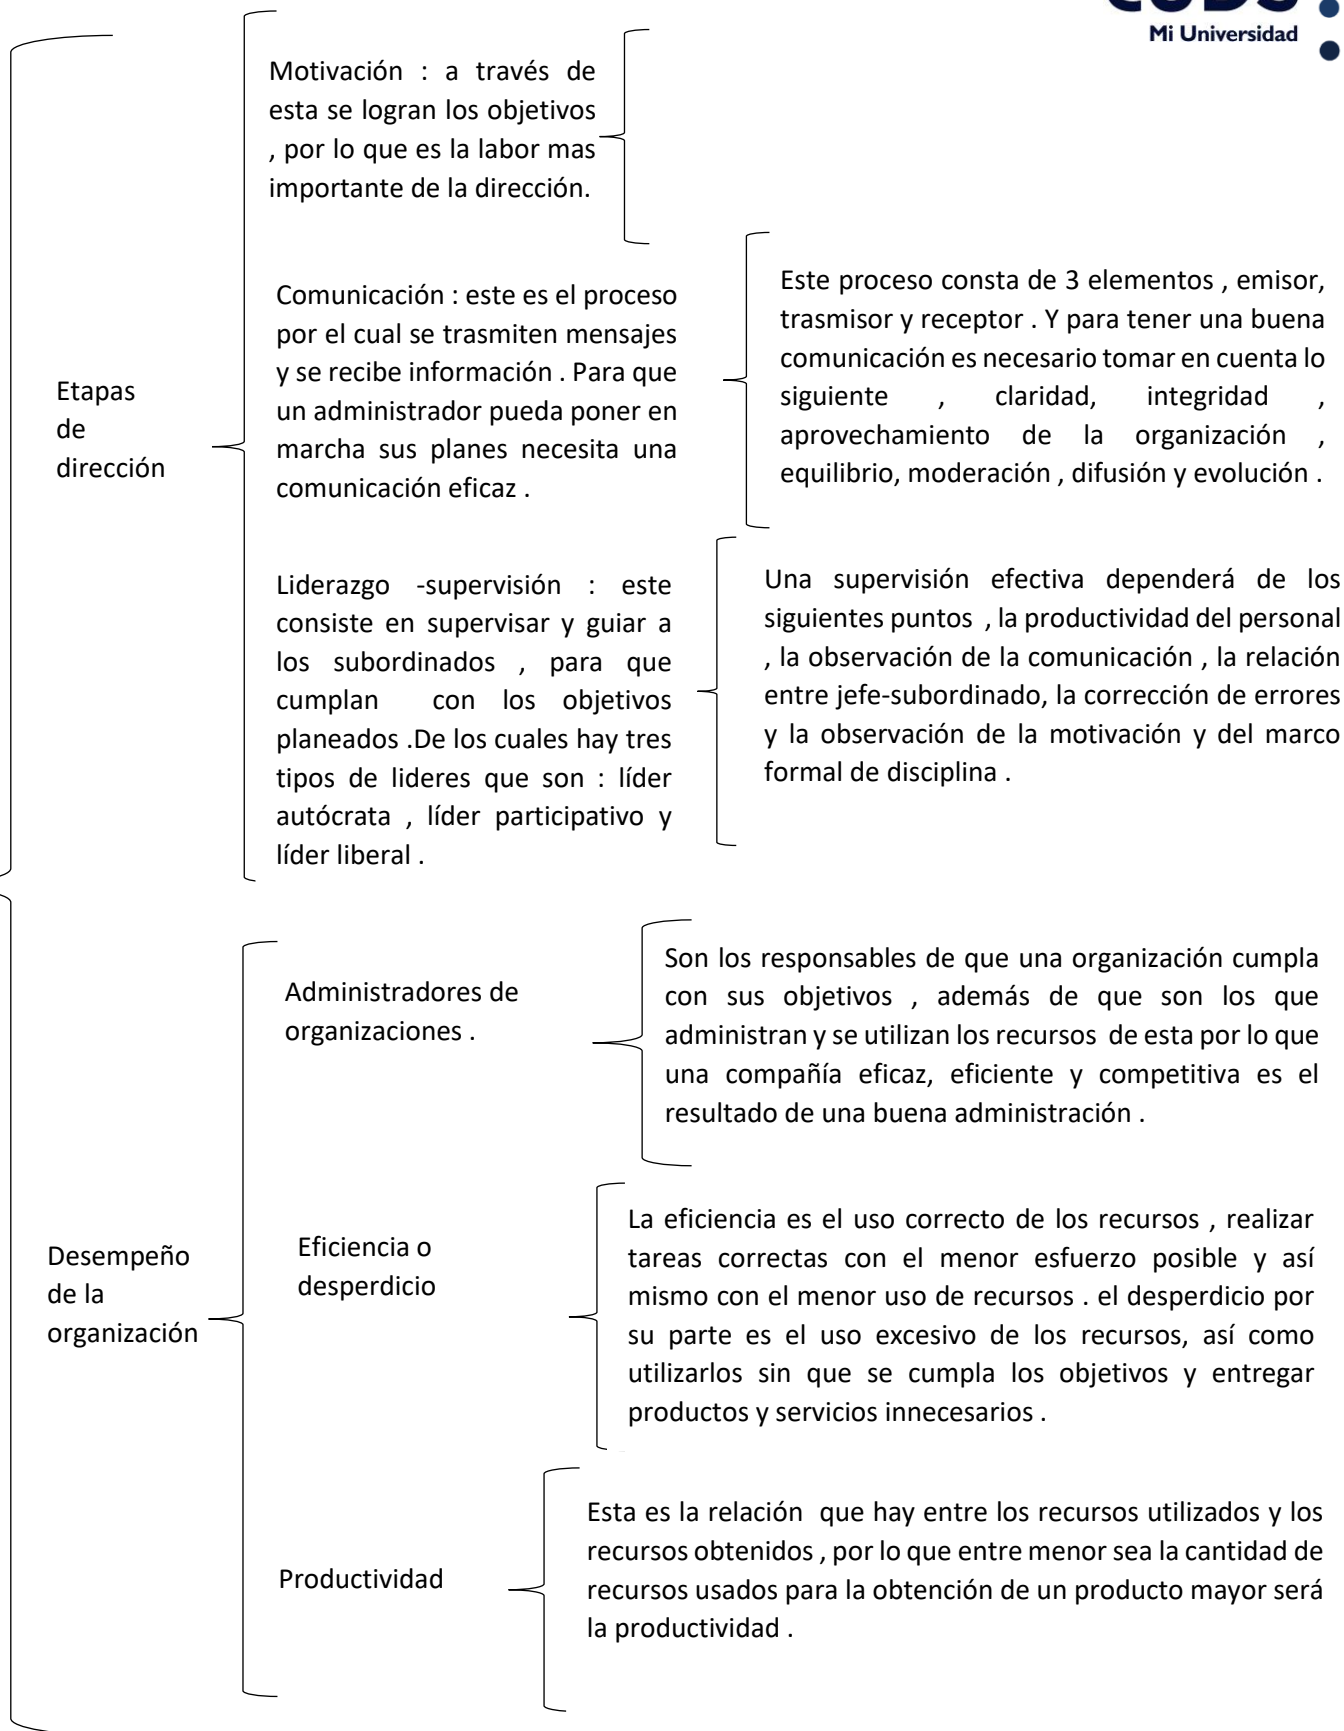 Mi Universidad
Motivación : a través de
esta se logran los objetivos
, por lo que es la labor mas
importante de la dirección.
Comunicación : este es el proceso
por el cual se trasmiten mensajes
y se recibe información . Para que
un administrador pueda poner en
marcha sus planes necesita una
comunicación eficaz .
Este proceso consta de 3 elementos , emisor,
trasmisor y receptor . Y para tener una buena
comunicación es necesario tomar en cuenta lo
siguiente , claridad, integridad ,
aprovechamiento de la organización ,
equilibrio, moderación , difusión y evolución .
Etapas
de
dirección
Liderazgo -supervisión : este
consiste en supervisar y guiar a
los subordinados , para que
cumplan con los objetivos
planeados .De los cuales hay tres
tipos de lideres que son : líder
autócrata , líder participativo y
líder liberal .
Una supervisión efectiva dependerá de los
siguientes puntos , la productividad del personal
, la observación de la comunicación , la relación
entre jefe-subordinado, la corrección de errores
y la observación de la motivación y del marco
formal de disciplina .
Administradores de
organizaciones .
Son los responsables de que una organización cumpla
con sus objetivos , además de que son los que
administran y se utilizan los recursos de esta por lo que
una compañía eficaz, eficiente y competitiva es el
resultado de una buena administración .
Desempeño
de la
organización
Eficiencia o
desperdicio
La eficiencia es el uso correcto de los recursos , realizar
tareas correctas con el menor esfuerzo posible y así
mismo con el menor uso de recursos . el desperdicio por
su parte es el uso excesivo de los recursos, así como
utilizarlos sin que se cumpla los objetivos y entregar
productos y servicios innecesarios .
Productividad
Esta es la relación que hay entre los recursos utilizados y los
recursos obtenidos , por lo que entre menor sea la cantidad de
recursos usados para la obtención de un producto mayor será
la productividad .